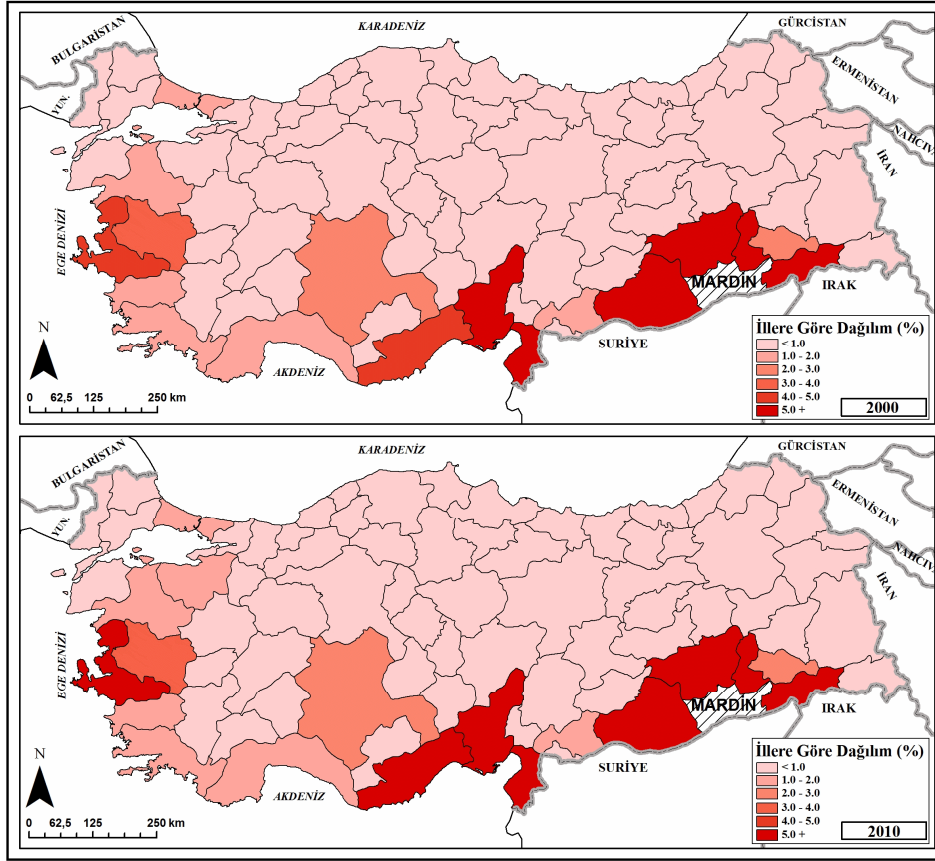 KARADENİZ
GÜRCİSTAN
BULGARİSTAN
ERMENİSTAN
YUN.
NAHCIV
İRAN
EGE DENİZİ
MARDİN
IRAK
N
SURİYE
AKDENİZ
0 62,5 125 250 km
İllere Göre Dağılım (%)
< 1.0
1.0 - 2.0
2.0 - 3.0
3.0 - 4.0
4.0 - 5.0
5.0 +
2000
KARADENİZ
GÜRCİSTAN
BULGARİSTAN
ERMENİSTAN
YUN.
NAHCIV
İRAN
EGE DENİZİ
MARDİN
IRAK
N
SURİYE
AKDENİZ
0 62,5 125 250 km
İllere Göre Dağılım (%)
< 1.0
1.0 - 2.0
2.0 - 3.0
3.0 - 4.0
4.0 - 5.0
5.0 +
2010